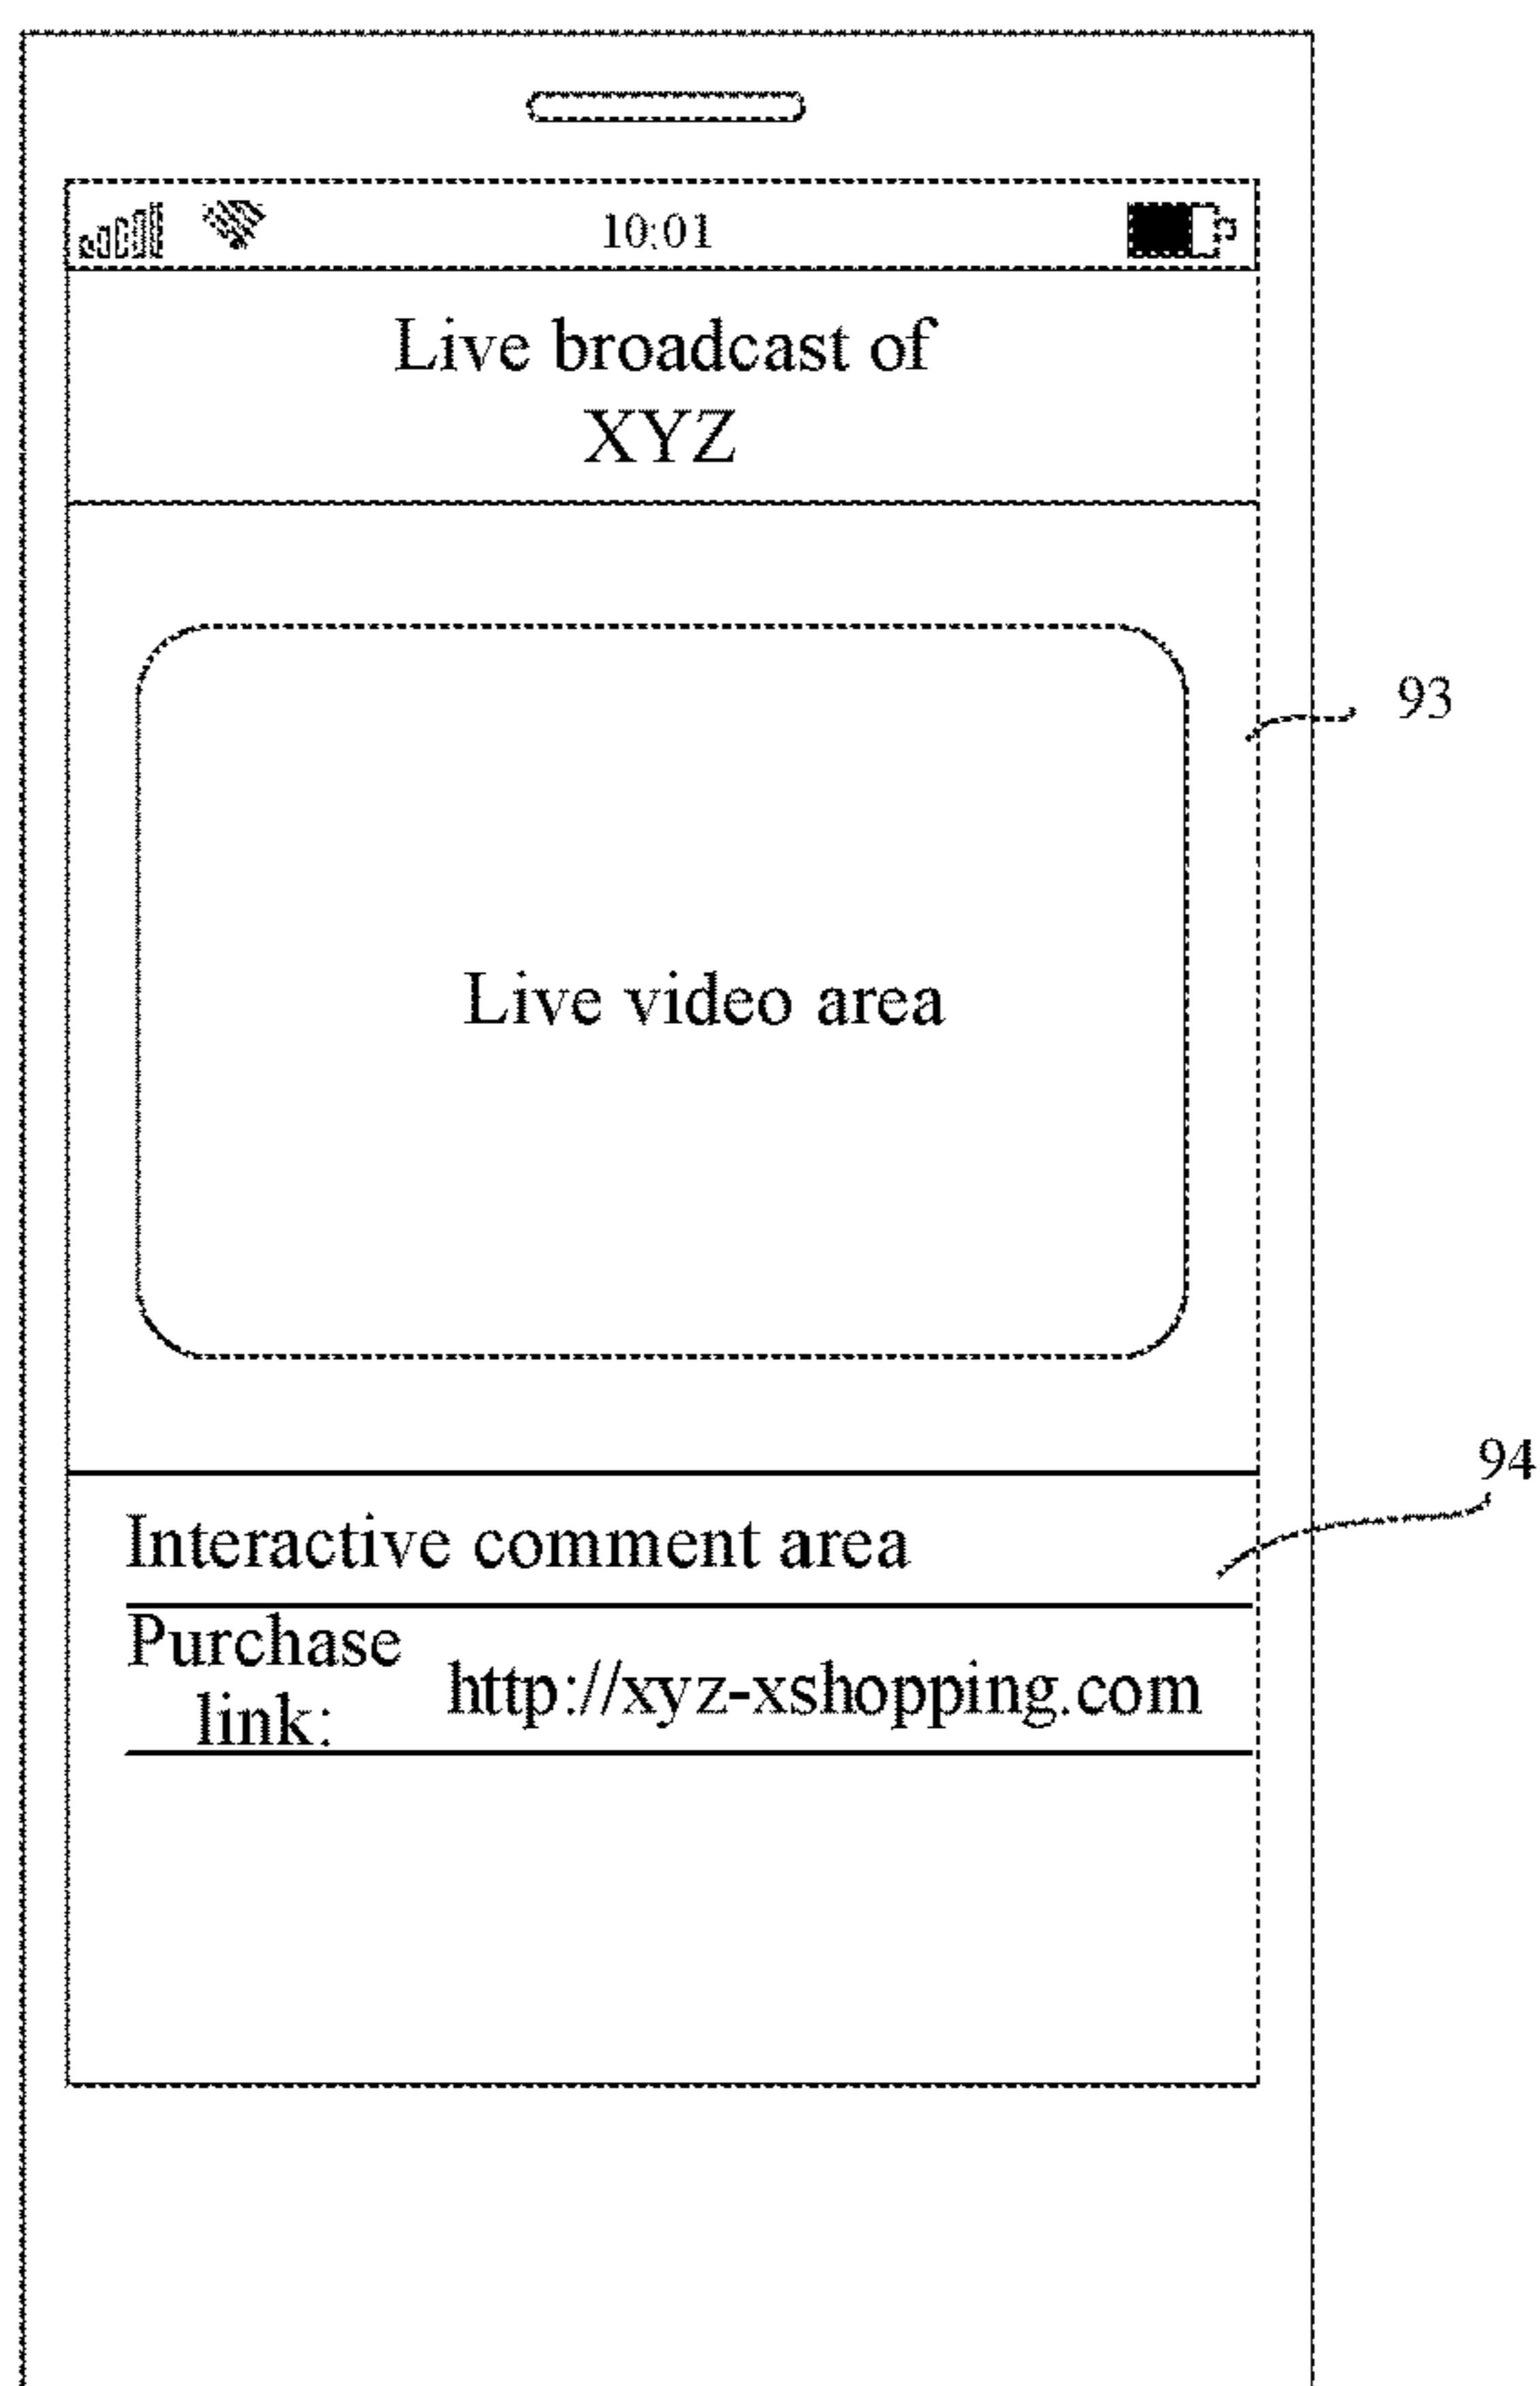 10:01
Live broadcast of
XYZ
93
Live video area
94
Interactive comment area
Purchase
link:
http://xyz-xshopping.com